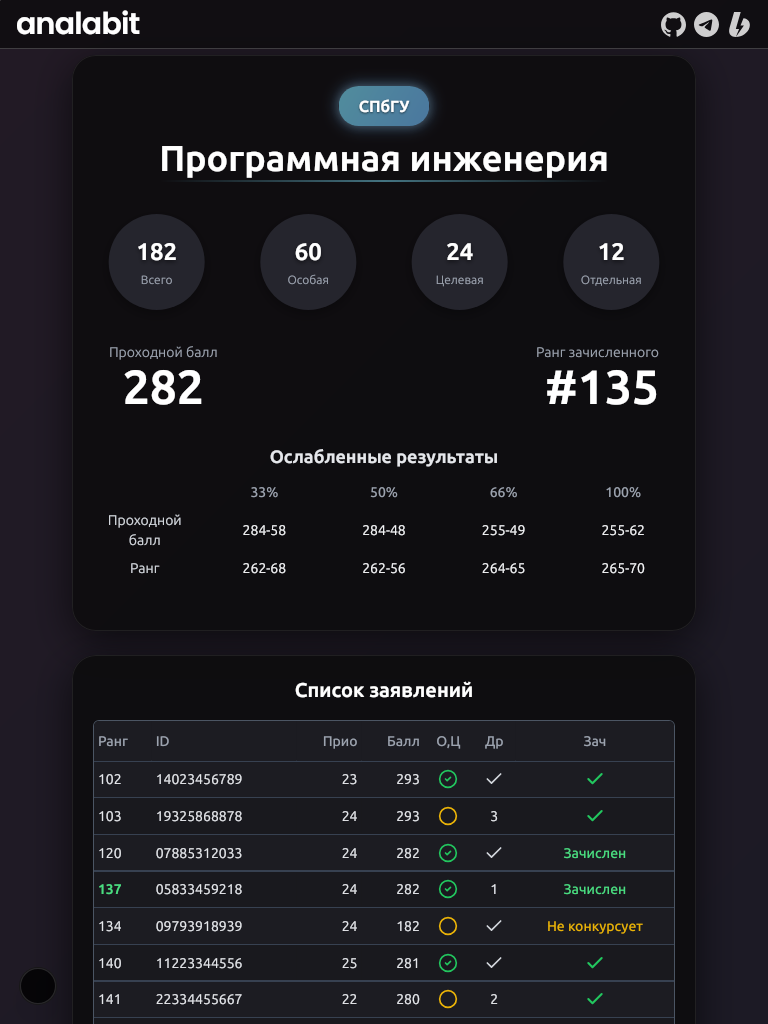 analabit
СПбГУ
Программная инженерия
182 60 24 12
Всего Особая Целевая Отдельная
Проходной балл Ранг зачисленного
282 #135
Ослабленные результаты
33% 50% 66% 100%
Проходной балл 284-58 284-48 255-49 255-62
Ранг 262-68 262-56 264-65 265-70
Список заявлений
Ранг ID Прио Балл О,Ц Др Зач
102 14023456789 23 293
103 19325868878 24 293 3
120 07885312033 24 282 Зачислен
137 05833459218 24 282 1 Зачислен
134 09793918939 24 182 Не конкурсует
140 11223344556 25 281
141 22334455667 22 280 2